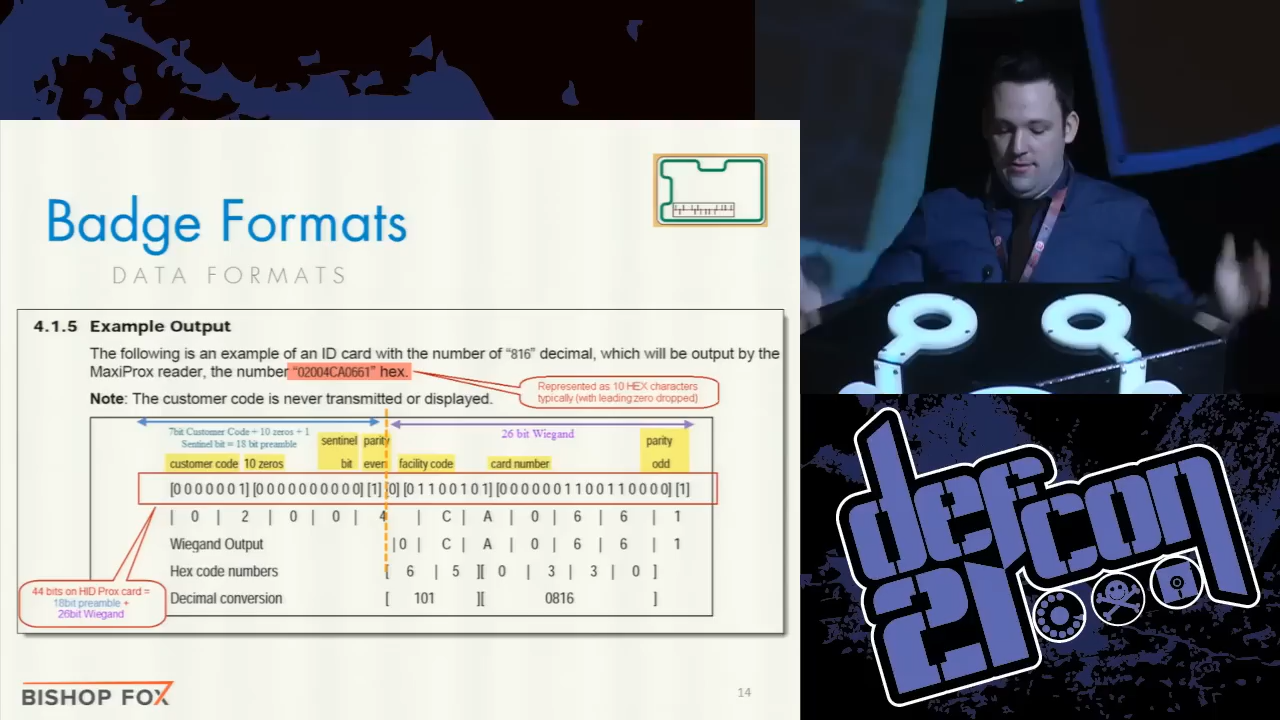 Badge Formats
DATA FORMATS
4.1.5 Example Output
The following is an example of an ID card with the number of "816" decimal, which will be output by the
MaxiProx reader, the number "02004CA0661" hex.
Represented as 10 HEX characters
typically (with leading zero dropped)
Note: The customer code is never transmitted or displayed.
7bit Customer Code + 10 zeros + 1
Sentinel bit = 18 bit preamble
26 bit Wiegand
sentinel bit
parity even
parity odd
customer code 10 zeros
facility code card number
[0 0 0 0 0 0 1] [0 0 0 0 0 0 0 0 0 0] [1] [0] [0 1 1 0 0 1 0 1] [0 0 0 0 0 0 1 1 0 0 1 1 0 0 0 0] [1]
| 0 | 2 | 0 | 0 | 4 | C | A | 0 | 6 | 6 | 1
Wiegand Output |0 | C | A | 0 | 6 | 6 | 1
Hex code numbers [ 6 | 5 ][ 0 | 3 | 3 | 0 ]
Decimal conversion [ 101 ][ 0816 ]
44 bits on HID Prox card =
18bit preamble +
26bit Wiegand
BISHOP FOX
14
defcon
21